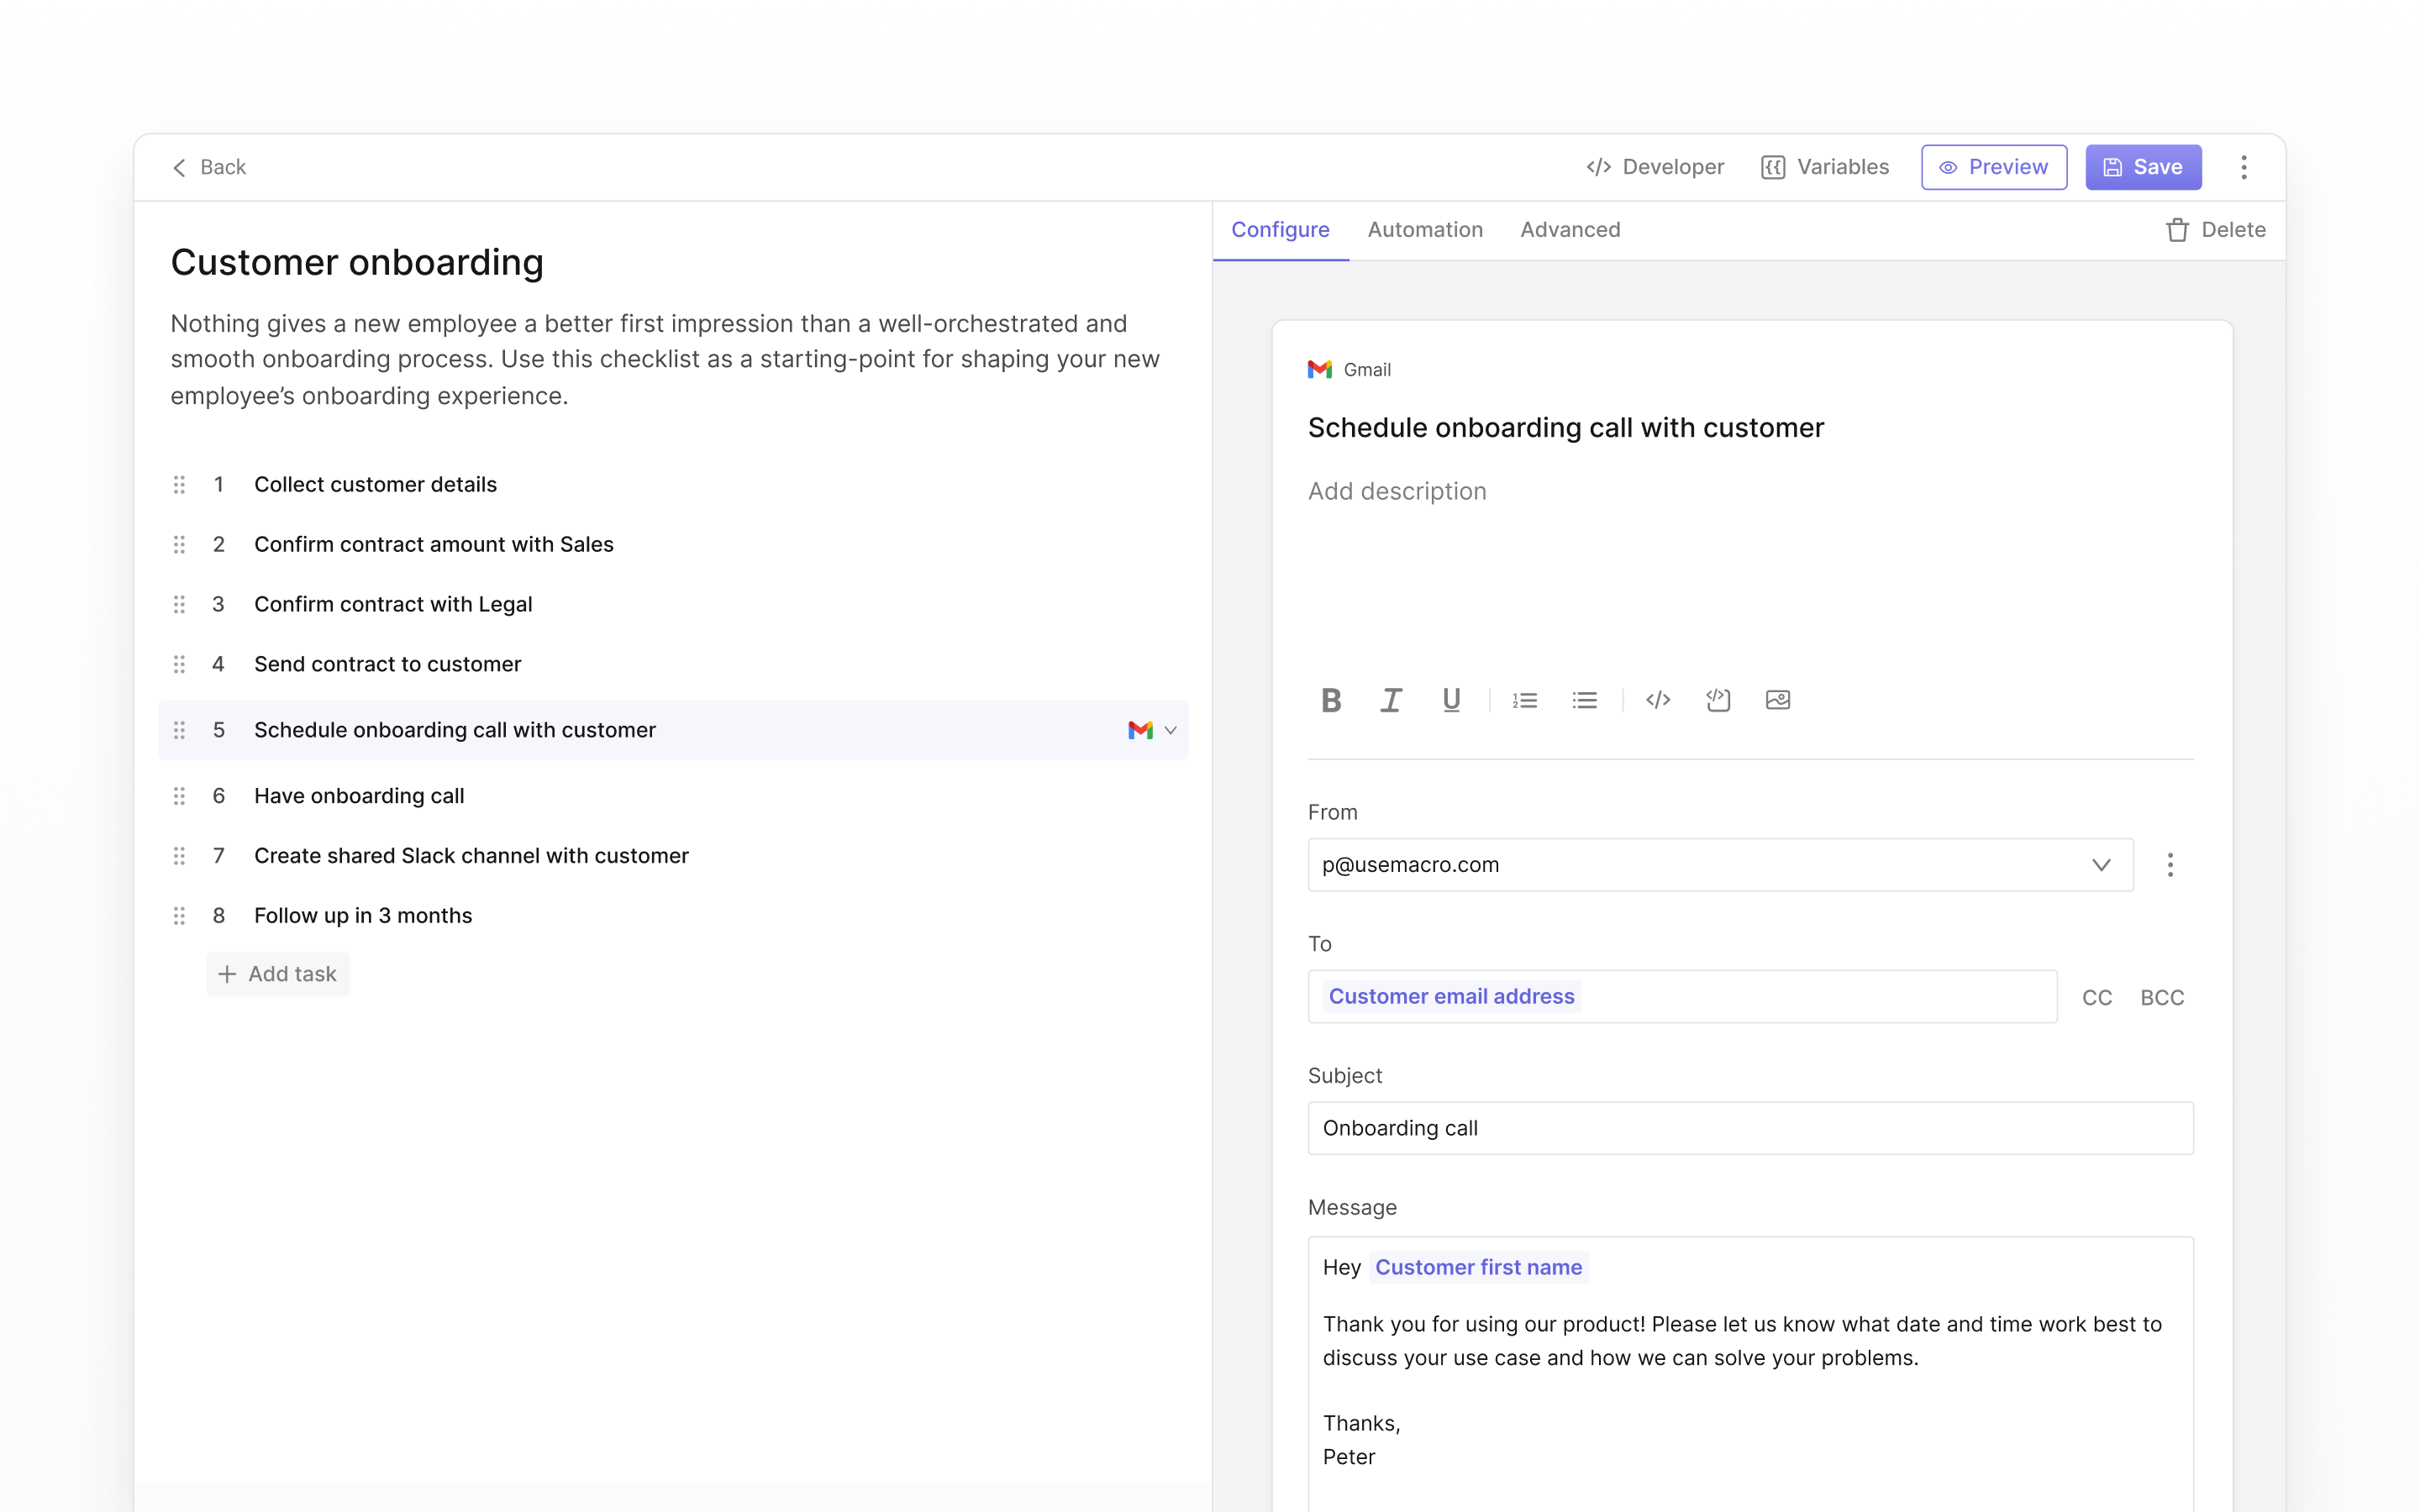 Back
Developer
Variables
Preview
Save
Customer onboarding
Nothing gives a new employee a better first impression than a well-orchestrated and
smooth onboarding process. Use this checklist as a starting-point for shaping your new
employee’s onboarding experience.
1 Collect customer details
2 Confirm contract amount with Sales
3 Confirm contract with Legal
4 Send contract to customer
5 Schedule onboarding call with customer
6 Have onboarding call
7 Create shared Slack channel with customer
8 Follow up in 3 months
Add task
Configure
Automation
Advanced
Delete
Gmail
Schedule onboarding call with customer
Add description
From
p@usemacro.com
To
Customer email address
CC
BCC
Subject
Onboarding call
Message
Hey Customer first name
Thank you for using our product! Please let us know what date and time work best to
discuss your use case and how we can solve your problems.
Thanks,
Peter